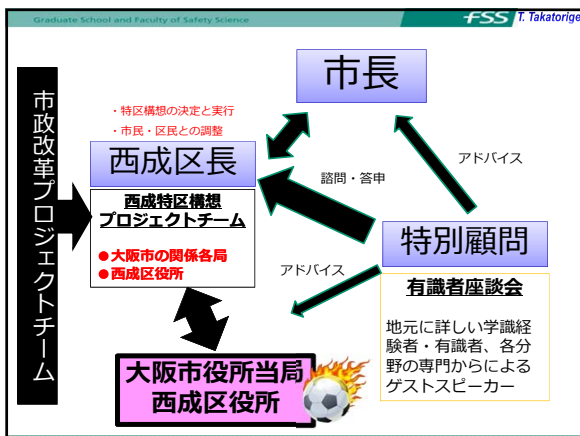 Graduate School and Faculty of Safety Science
FSS T. Takatorige
市政改革プロジェクトチーム
市長
・特区構想の決定と実行
・市民・区民との調整
西成区長
アドバイス
諮問・答申
西成特区構想
プロジェクトチーム
●大阪市の関係各局
●西成区役所
特別顧問
アドバイス
有識者座談会
地元に詳しい学識経
験者・有識者、各分
野の専門からによる
ゲストスピーカー
大阪市役所当局
西成区役所